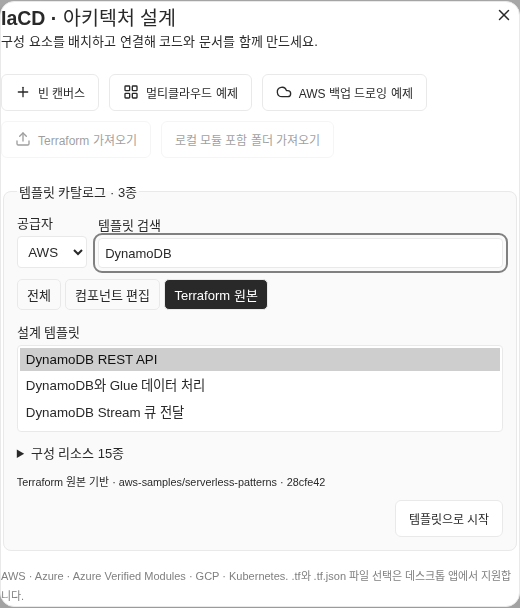 IaCD · 아키텍처 설계
구성 요소를 배치하고 연결해 코드와 문서를 함께 만드세요.
빈 캔버스
멀티클라우드 예제
AWS 백업 드로잉 예제
Terraform 가져오기
로컬 모듈 포함 폴더 가져오기
템플릿 카탈로그 · 3종
공급자
템플릿 검색
AWS
DynamoDB
전체
컴포넌트 편집
Terraform 원본
설계 템플릿
DynamoDB REST API
DynamoDB와 Glue 데이터 처리
DynamoDB Stream 큐 전달
구성 리소스 15종
Terraform 원본 기반 · aws-samples/serverless-patterns · 28cfe42
템플릿으로 시작
AWS · Azure · Azure Verified Modules · GCP · Kubernetes. .tf와 .tf.json 파일 선택은 데스크톱 앱에서 지원합
니다.